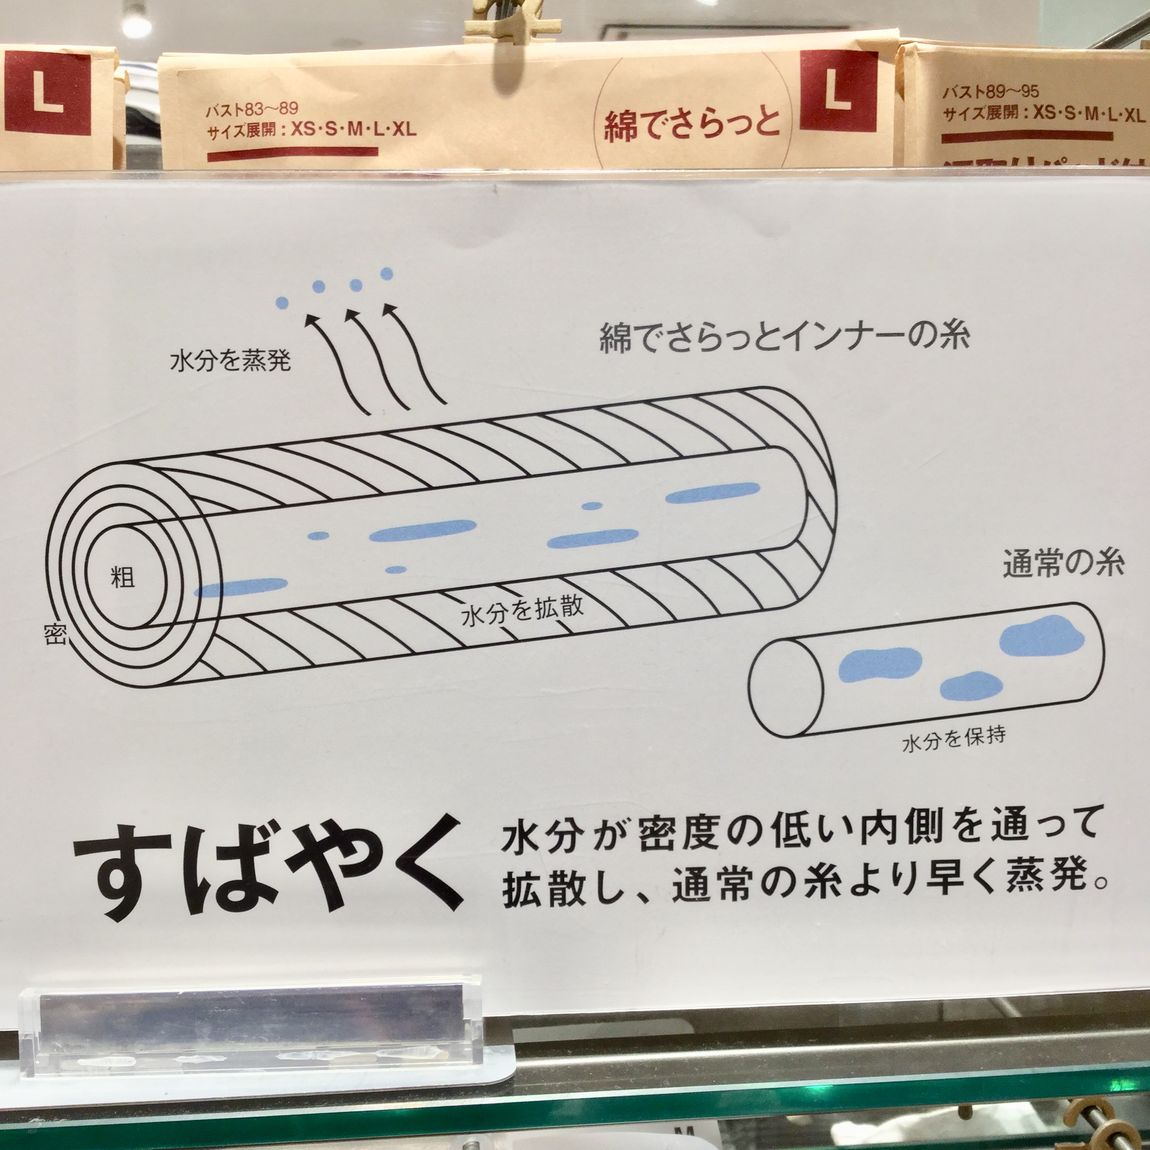 L
バスト83〜89
サイズ展開：XS・S・M・L・XL
綿でさらっと
L
バスト89〜95
サイズ展開：XS・S・M・L・XL
水分を蒸発
綿でさらっとインナーの糸
粗
密
水分を拡散
通常の糸
水分を保持
すばやく
水分が密度の低い内側を通って
拡散し、通常の糸より早く蒸発。
M